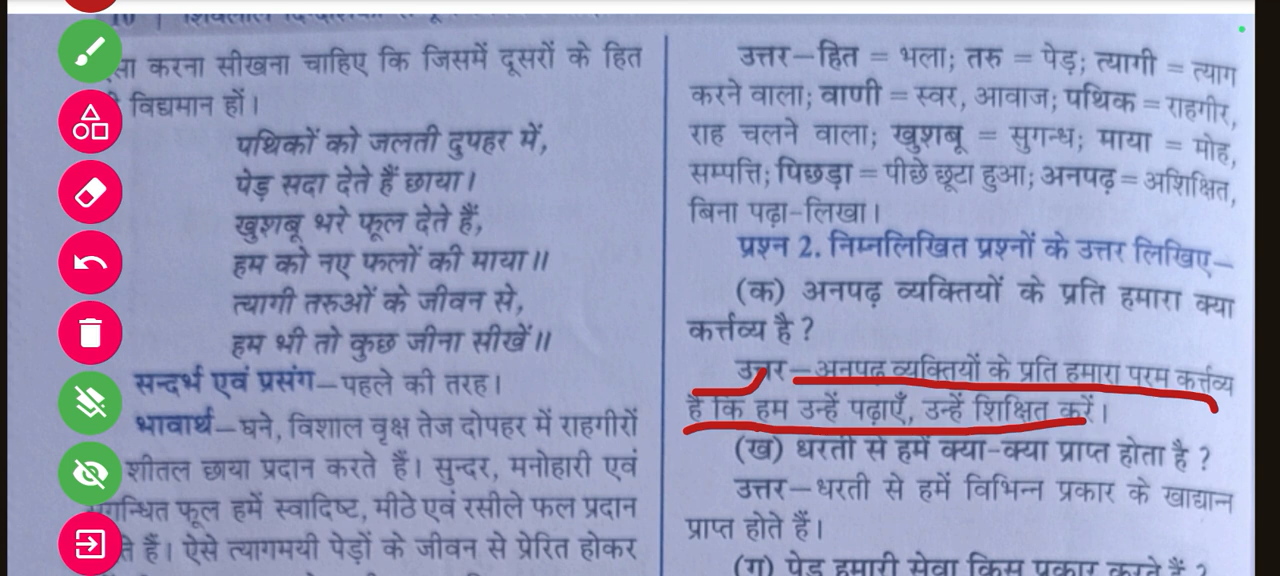 सा करना सीखना चाहिए कि जिसमें दूसरों के हित
विद्यमान हों।
पथिकों को जलती दुपहर में,
पेड़ सदा देते हैं छाया।
खुशबू भरे फूल देते हैं,
हम को नए फलों की माया॥
त्यागी तरुओं के जीवन से,
हम भी तो कुछ जीना सीखें॥
सन्दर्भ एवं प्रसंग—पहले की तरह।
भावार्थ—घने, विशाल वृक्ष तेज दोपहर में राहगीरों
शीतल छाया प्रदान करते हैं। सुन्दर, मनोहारी एवं
फूल हमें स्वादिष्ट, मीठे एवं रसीले फल प्रदान
हैं। ऐसे त्यागमयी पेड़ों के जीवन से प्रेरित होकर
उत्तर—हित = भला; तरु = पेड़; त्यागी = त्याग
करने वाला; वाणी = स्वर, आवाज; पथिक = राहगीर,
राह चलने वाला; खुशबू = सुगन्ध; माया = मोह,
सम्पत्ति; पिछड़ा = पीछे छूटा हुआ; अनपढ़ = अशिक्षित,
बिना पढ़ा-लिखा।
प्रश्न 2. निम्नलिखित प्रश्नों के उत्तर लिखिए—
(क) अनपढ़ व्यक्तियों के प्रति हमारा क्या
कर्त्तव्य है ?
उत्तर—अनपढ़ व्यक्तियों के प्रति हमारा परम कर्त्तव्य
है कि हम उन्हें पढ़ाएँ, उन्हें शिक्षित करें।
(ख) धरती से हमें क्या-क्या प्राप्त होता है ?
उत्तर—धरती से हमें विभिन्न प्रकार के खाद्यान्न
प्राप्त होते हैं।
(ग) पेड़ हमारी सेवा किस प्रकार करते हैं ?